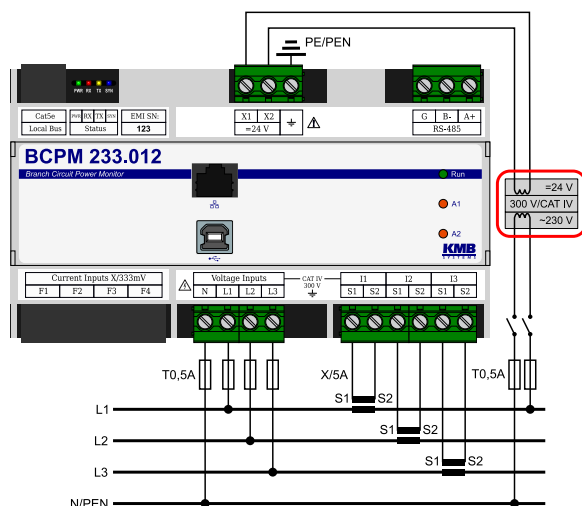 PE/PEN
PWR RX TX SYN
Cat5e PWR RX TX SYN EMI SN: X1 X2 G B- A+
Local Bus Status 123 =24 V RS-485
BCPM 233.012
Branch Circuit Power Monitor
Run
A1
A2
KMB
SYSTEMS
=24 V
300 V/CAT IV
~230 V
Current Inputs X/333mV Voltage Inputs CAT IV 300 V I1 I2 I3
F1 F2 F3 F4 N L1 L2 L3 S1 S2 S1 S2 S1 S2
T0,5A X/5A T0,5A
S1 S2
L1
S1 S2
L2
S1 S2
L3
N/PEN